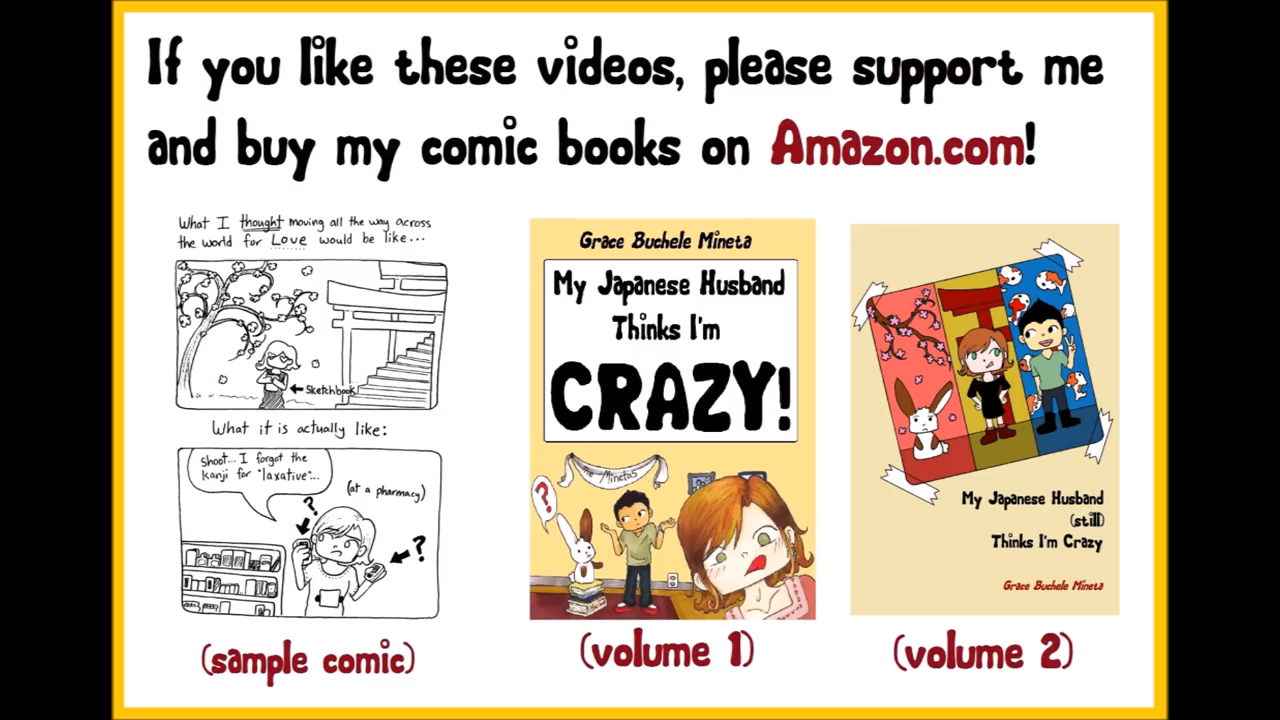 If you like these videos, please support me
and buy my comic books on Amazon.com!
What I thought moving all the way across
the world for Love would be like...
Sketchbook
What it is actually like:
Shoot... I forgot the
kanji for "laxative"...
(at a pharmacy)
?
?
(sample comic)
Grace Buchele Mineta
My Japanese Husband
Thinks I'm
CRAZY!
The Minetas
?
(volume 1)
My Japanese Husband
(still)
Thinks I'm Crazy
Grace Buchele Mineta
(volume 2)